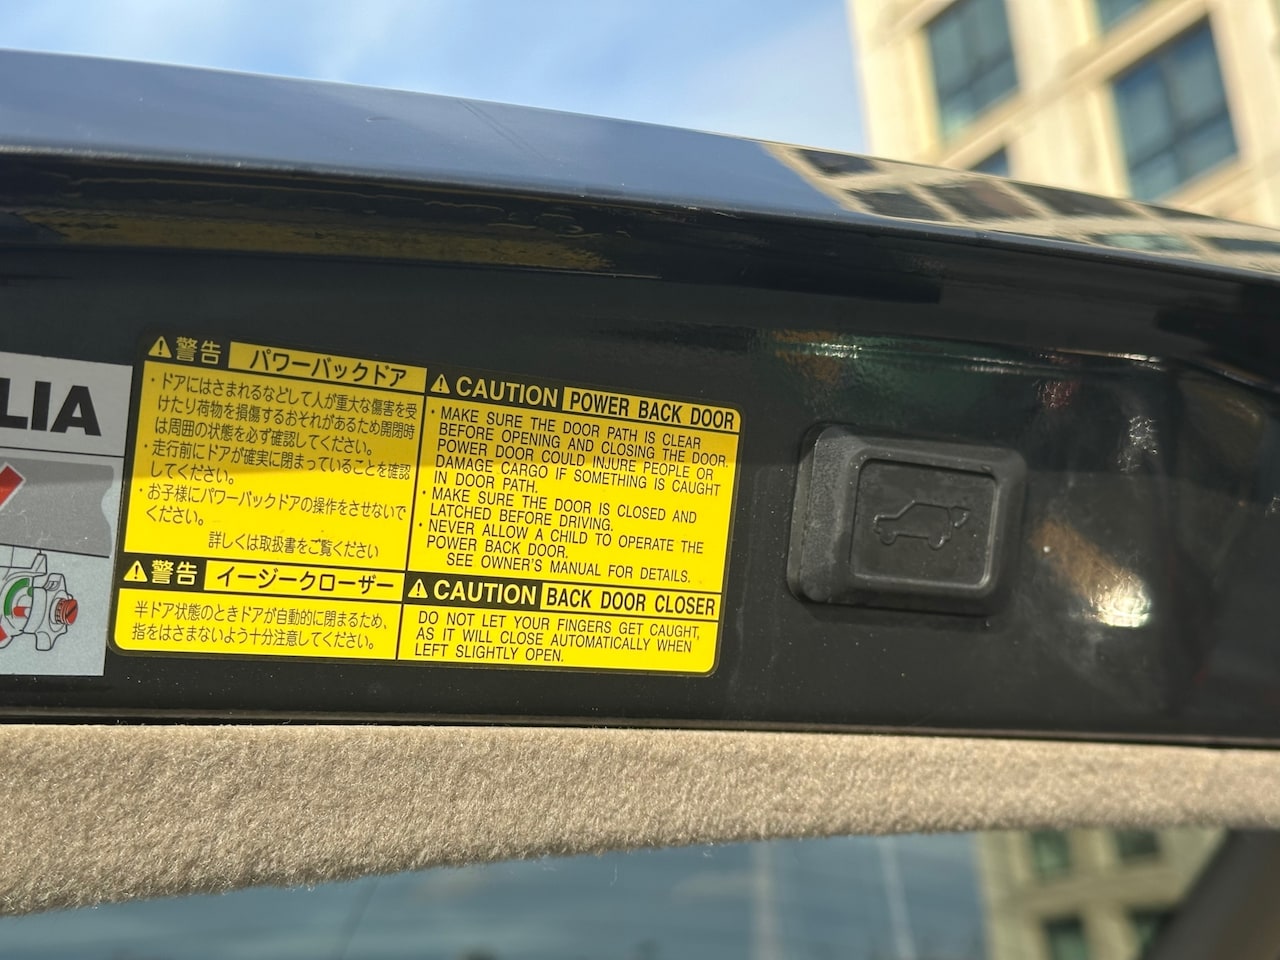 LIA
警告 パワーバックドア
・ドアにはさまれるなどして人が重大な傷害を受
けたり荷物を損傷するおそれがあるため開閉時
は周囲の状態を必ず確認してください。
・走行前にドアが確実に閉まっていることを確認
してください。
・お子様にパワーバックドアの操作をさせないで
ください。
詳しくは取扱書をご覧ください
警告 イージークローザー
半ドア状態のときドアが自動的に閉まるため、
指をはさまないよう十分注意してください。
CAUTION POWER BACK DOOR
・MAKE SURE THE DOOR PATH IS CLEAR
BEFORE OPENING AND CLOSING THE DOOR.
POWER DOOR COULD INJURE PEOPLE OR
DAMAGE CARGO IF SOMETHING IS CAUGHT
IN DOOR PATH.
・MAKE SURE THE DOOR IS CLOSED AND
LATCHED BEFORE DRIVING.
・NEVER ALLOW A CHILD TO OPERATE THE
POWER BACK DOOR.
SEE OWNER'S MANUAL FOR DETAILS.
CAUTION BACK DOOR CLOSER
DO NOT LET YOUR FINGERS GET CAUGHT,
AS IT WILL CLOSE AUTOMATICALLY WHEN
LEFT SLIGHTLY OPEN.